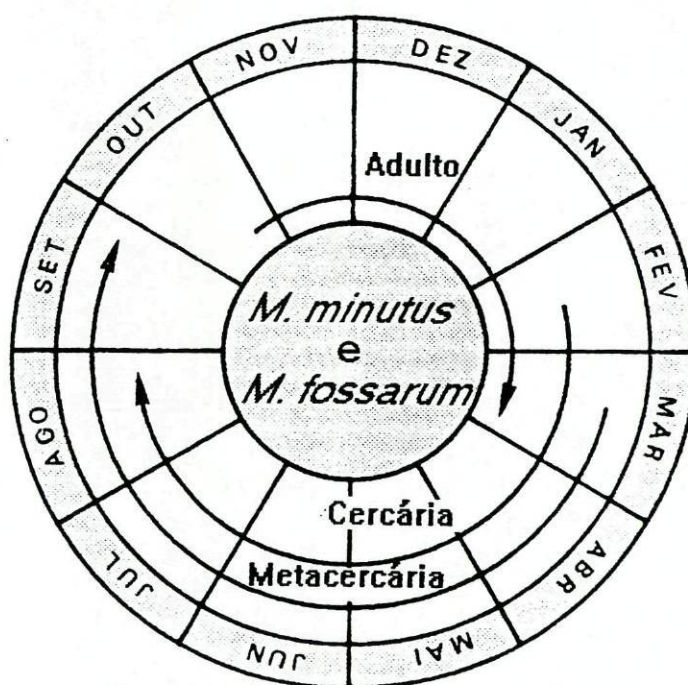 NOV
DEZ
JAN
FEV
MAR
ABR
MAI
JUN
JUL
AGO
SET
OUT
Adulto
M. minutus
e
M. fossarum
Cercária
Metacercária